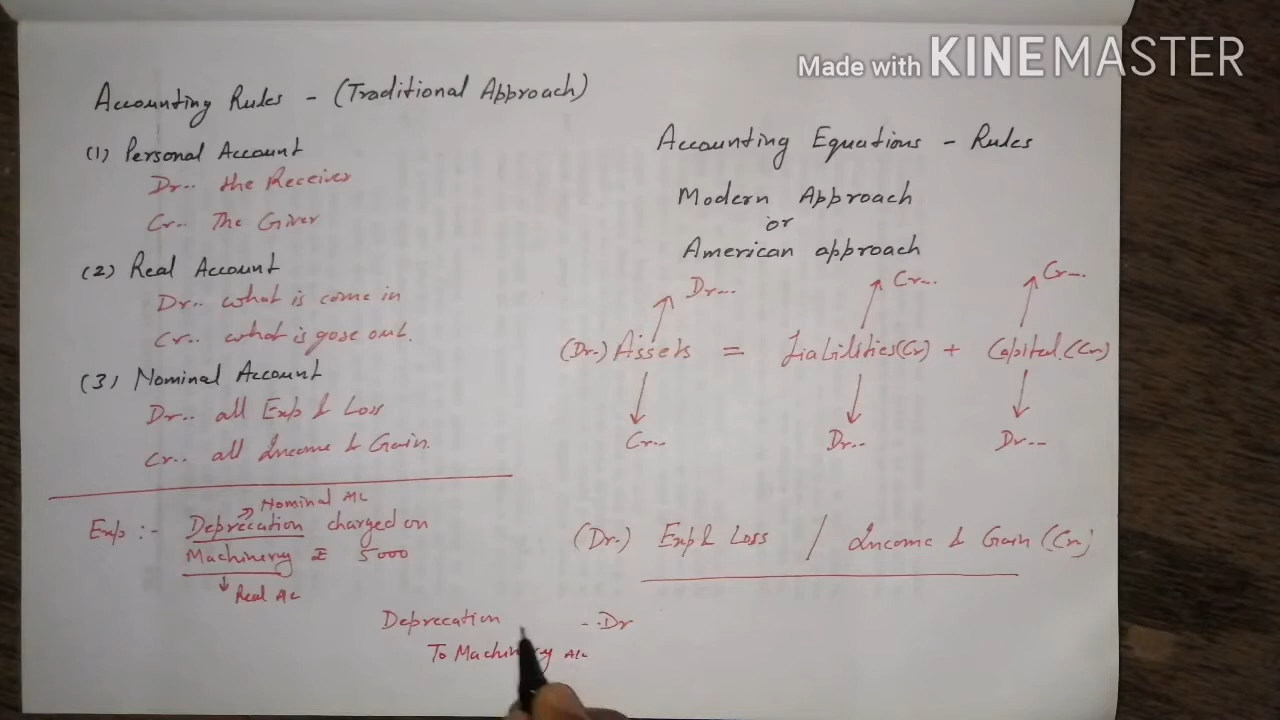 Made with KINEMASTER
Accounting Rules - (Traditional Approach)
(1) Personal Account
Dr.. the Receiver
Cr.. The Giver
(2) Real Account
Dr.. what is come in
Cr.. what is gose out.
(3) Nominal Account
Dr.. all Exp & Loss
Cr.. all Income & Gain.
Accounting Equations - Rules
Modern Approach
or
American approach
Dr... Cr... Cr...
(Dr.) Assets = Liabilities (Cr) + Capital. (Cr)
Cr.. Dr.. Dr...
(Dr.) Exp & Loss / Income & Gain (Cr)
Nominal A/c
Exp :- Deprecation charged on
Machinery 5000
Real A/c
Deprecation -.Dr
To Machinery A/c